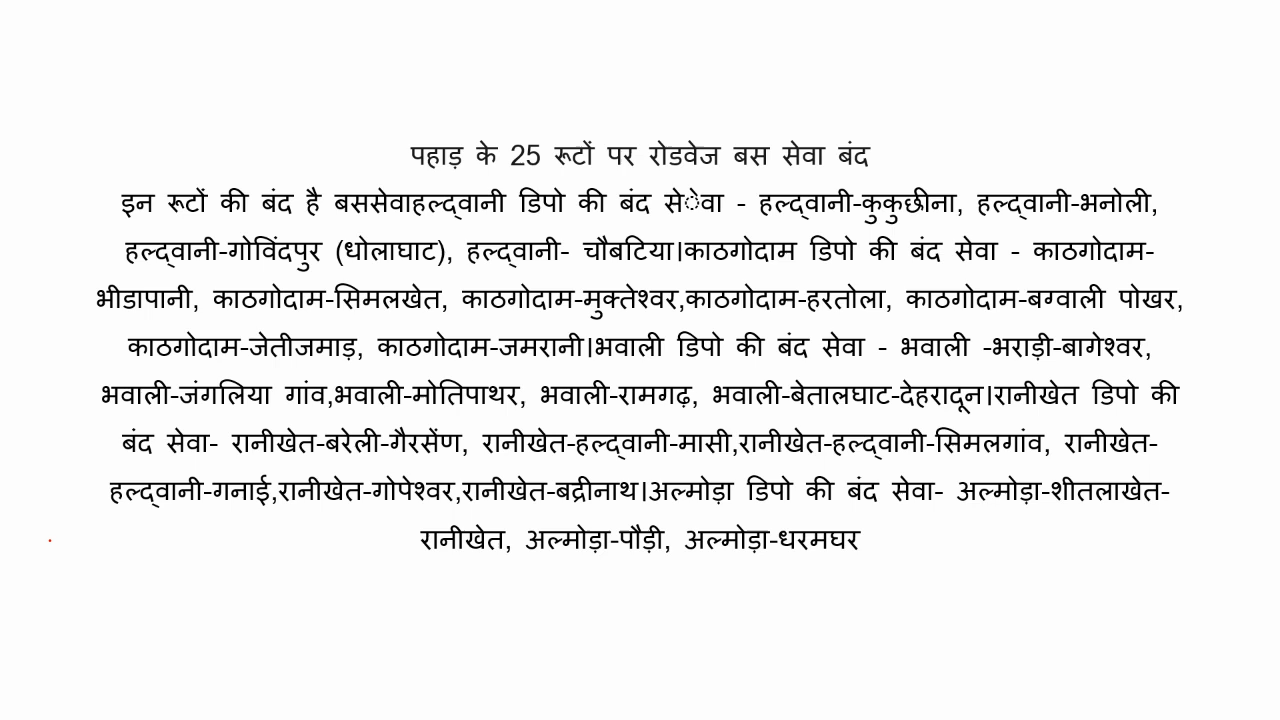 पहाड़ के 25 रूटों पर रोडवेज बस सेवा बंद
इन रूटों की बंद है बससेवाहल्द्वानी डिपो की बंद सेेवा - हल्द्वानी-कुकुछीना, हल्द्वानी-भनोली,
हल्द्वानी-गोविंदपुर (धोलाघाट), हल्द्वानी- चौबटिया।काठगोदाम डिपो की बंद सेवा - काठगोदाम-
भीडापानी, काठगोदाम-सिमलखेत, काठगोदाम-मुक्तेश्वर,काठगोदाम-हरतोला, काठगोदाम-बग्वाली पोखर,
काठगोदाम-जेतीजमाड़, काठगोदाम-जमरानी।भवाली डिपो की बंद सेवा - भवाली -भराड़ी-बागेश्वर,
भवाली-जंगलिया गांव,भवाली-मोतिपाथर, भवाली-रामगढ़, भवाली-बेतालघाट-देहरादून।रानीखेत डिपो की
बंद सेवा- रानीखेत-बरेली-गैरसेंण, रानीखेत-हल्द्वानी-मासी,रानीखेत-हल्द्वानी-सिमलगांव, रानीखेत-
हल्द्वानी-गनाई,रानीखेत-गोपेश्वर,रानीखेत-बद्रीनाथ।अल्मोड़ा डिपो की बंद सेवा- अल्मोड़ा-शीतलाखेत-
रानीखेत, अल्मोड़ा-पौड़ी, अल्मोड़ा-धरमघर